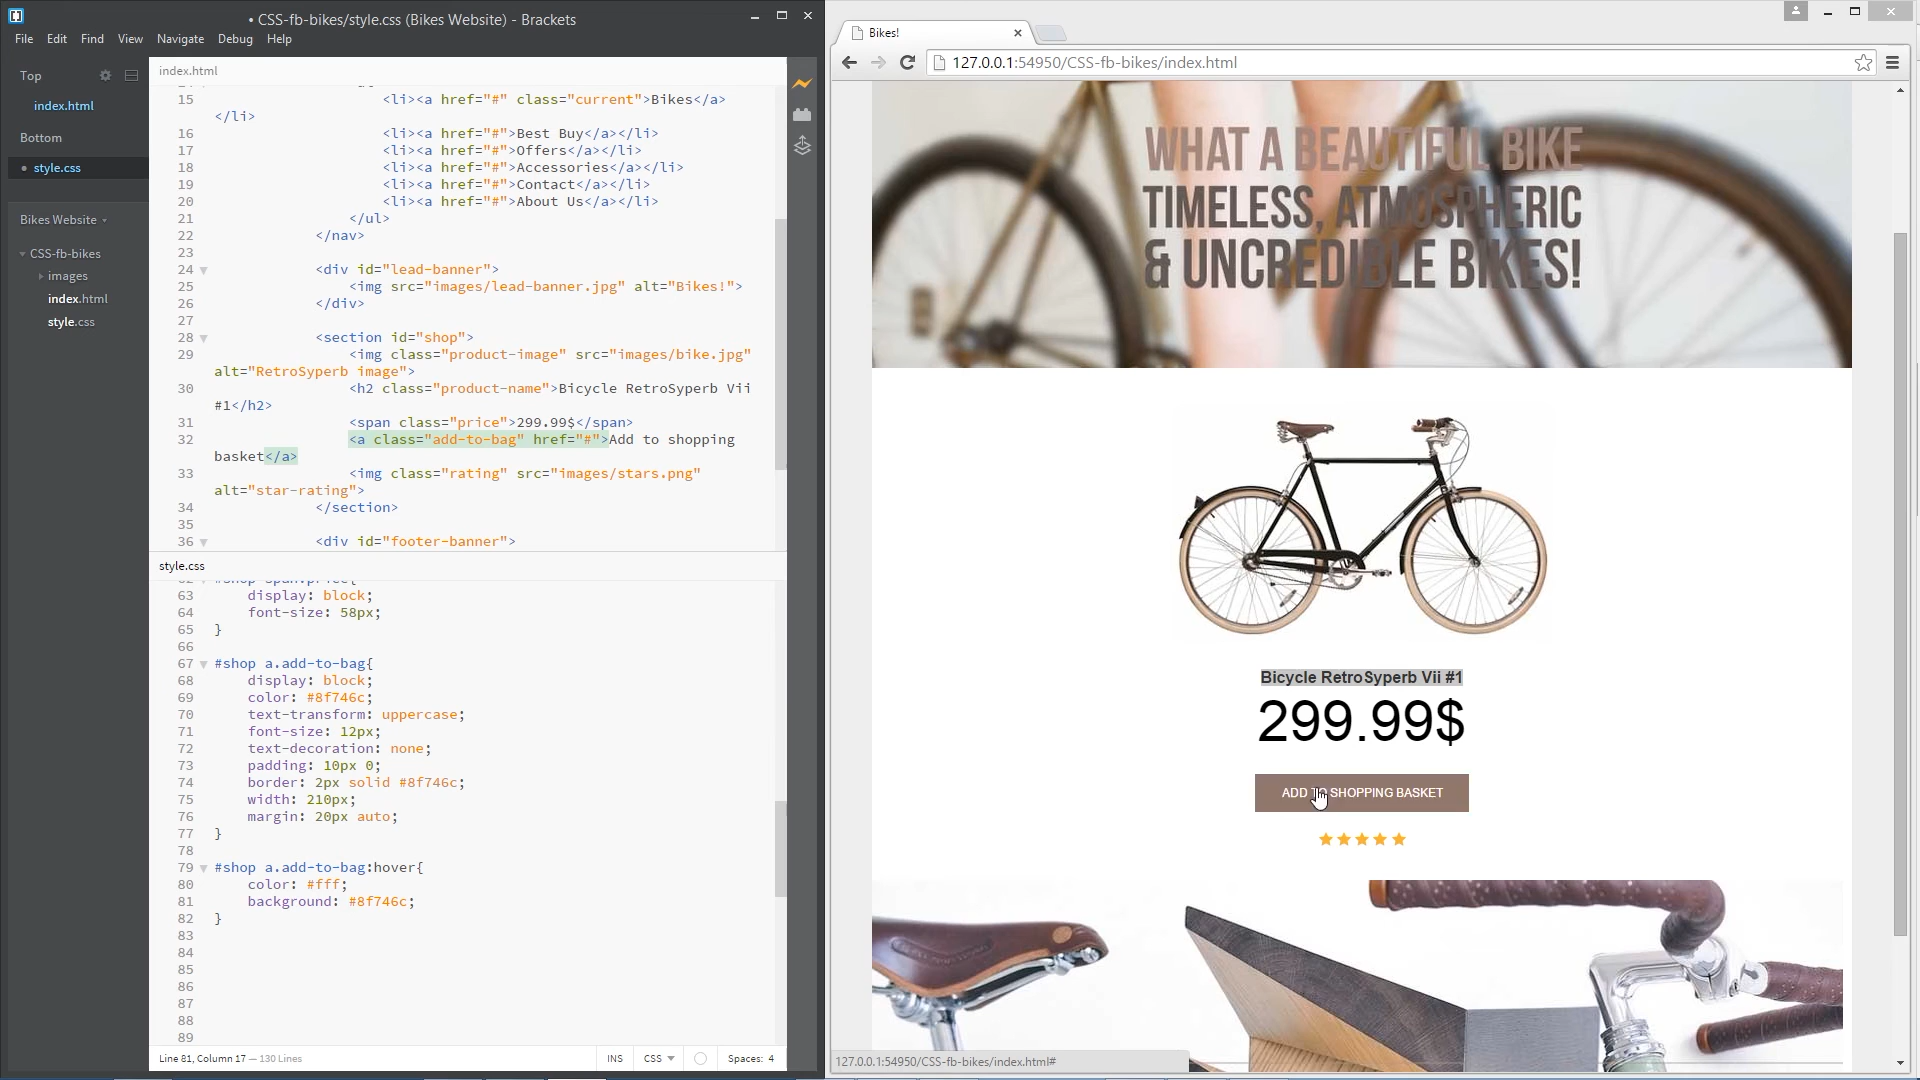 • CSS-fb-bikes/style.css (Bikes Website) - Brackets
File Edit Find View Navigate Debug Help
Top
index.html
Bottom
• style.css
Bikes Website
CSS-fb-bikes
images
index.html
style.css
index.html
15 <li><a href="#" class="current">Bikes</a>
</li>
16 <li><a href="#">Best Buy</a></li>
17 <li><a href="#">Offers</a></li>
18 <li><a href="#">Accessories</a></li>
19 <li><a href="#">Contact</a></li>
20 <li><a href="#">About Us</a></li>
21 </ul>
22 </nav>
23
24 <div id="lead-banner">
25 <img src="images/lead-banner.jpg" alt="Bikes!">
26 </div>
27
28 <section id="shop">
29 <img class="product-image" src="images/bike.jpg"
alt="RetroSyperb image">
30 <h2 class="product-name">Bicycle RetroSyperb Vii
#1</h2>
31 <span class="price">299.99$</span>
32 <a class="add-to-bag" href="#">Add to shopping
basket</a>
33 <img class="rating" src="images/stars.png"
alt="star-rating">
34 </section>
35
36 <div id="footer-banner">
style.css
62 #shop span.price{
63 display: block;
64 font-size: 58px;
65 }
66
67 #shop a.add-to-bag{
68 display: block;
69 color: #8f746c;
70 text-transform: uppercase;
71 font-size: 12px;
72 text-decoration: none;
73 padding: 10px 0;
74 border: 2px solid #8f746c;
75 width: 210px;
76 margin: 20px auto;
77 }
78
79 #shop a.add-to-bag:hover{
80 color: #fff;
81 background: #8f746c;
82 }
83
84
85
86
87
88
89
Line 81, Column 17 — 130 Lines
INS CSS Spaces: 4
Bikes!
127.0.0.1:54950/CSS-fb-bikes/index.html
WHAT A BEAUTIFUL BIKE
TIMELESS, ATMOSPHERIC
& UNCREDIBLE BIKES!
Bicycle RetroSyperb Vii #1
299.99$
ADD TO SHOPPING BASKET
127.0.0.1:54950/CSS-fb-bikes/index.html#